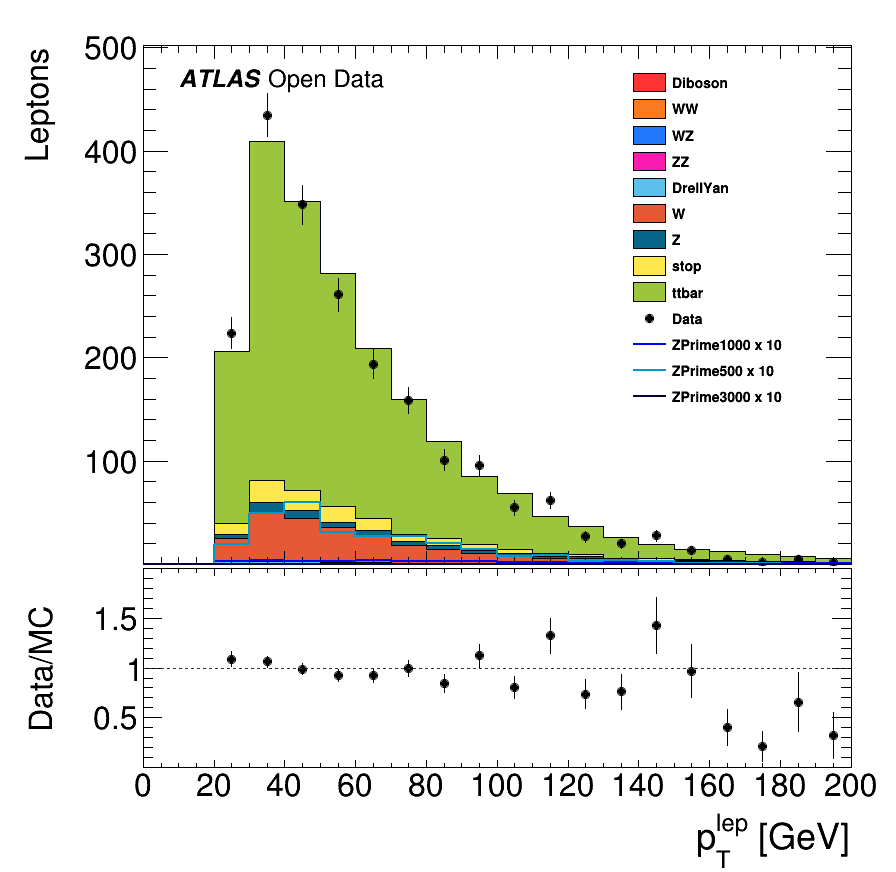 500
Leptons
ATLAS Open Data
400
300
200
100
Diboson
WW
WZ
ZZ
DrellYan
W
Z
stop
ttbar
Data
ZPrime1000 x 10
ZPrime500 x 10
ZPrime3000 x 10
Data/MC
1.5
1
0.5
0 20 40 60 80 100 120 140 160 180 200
p_T^lep [GeV]